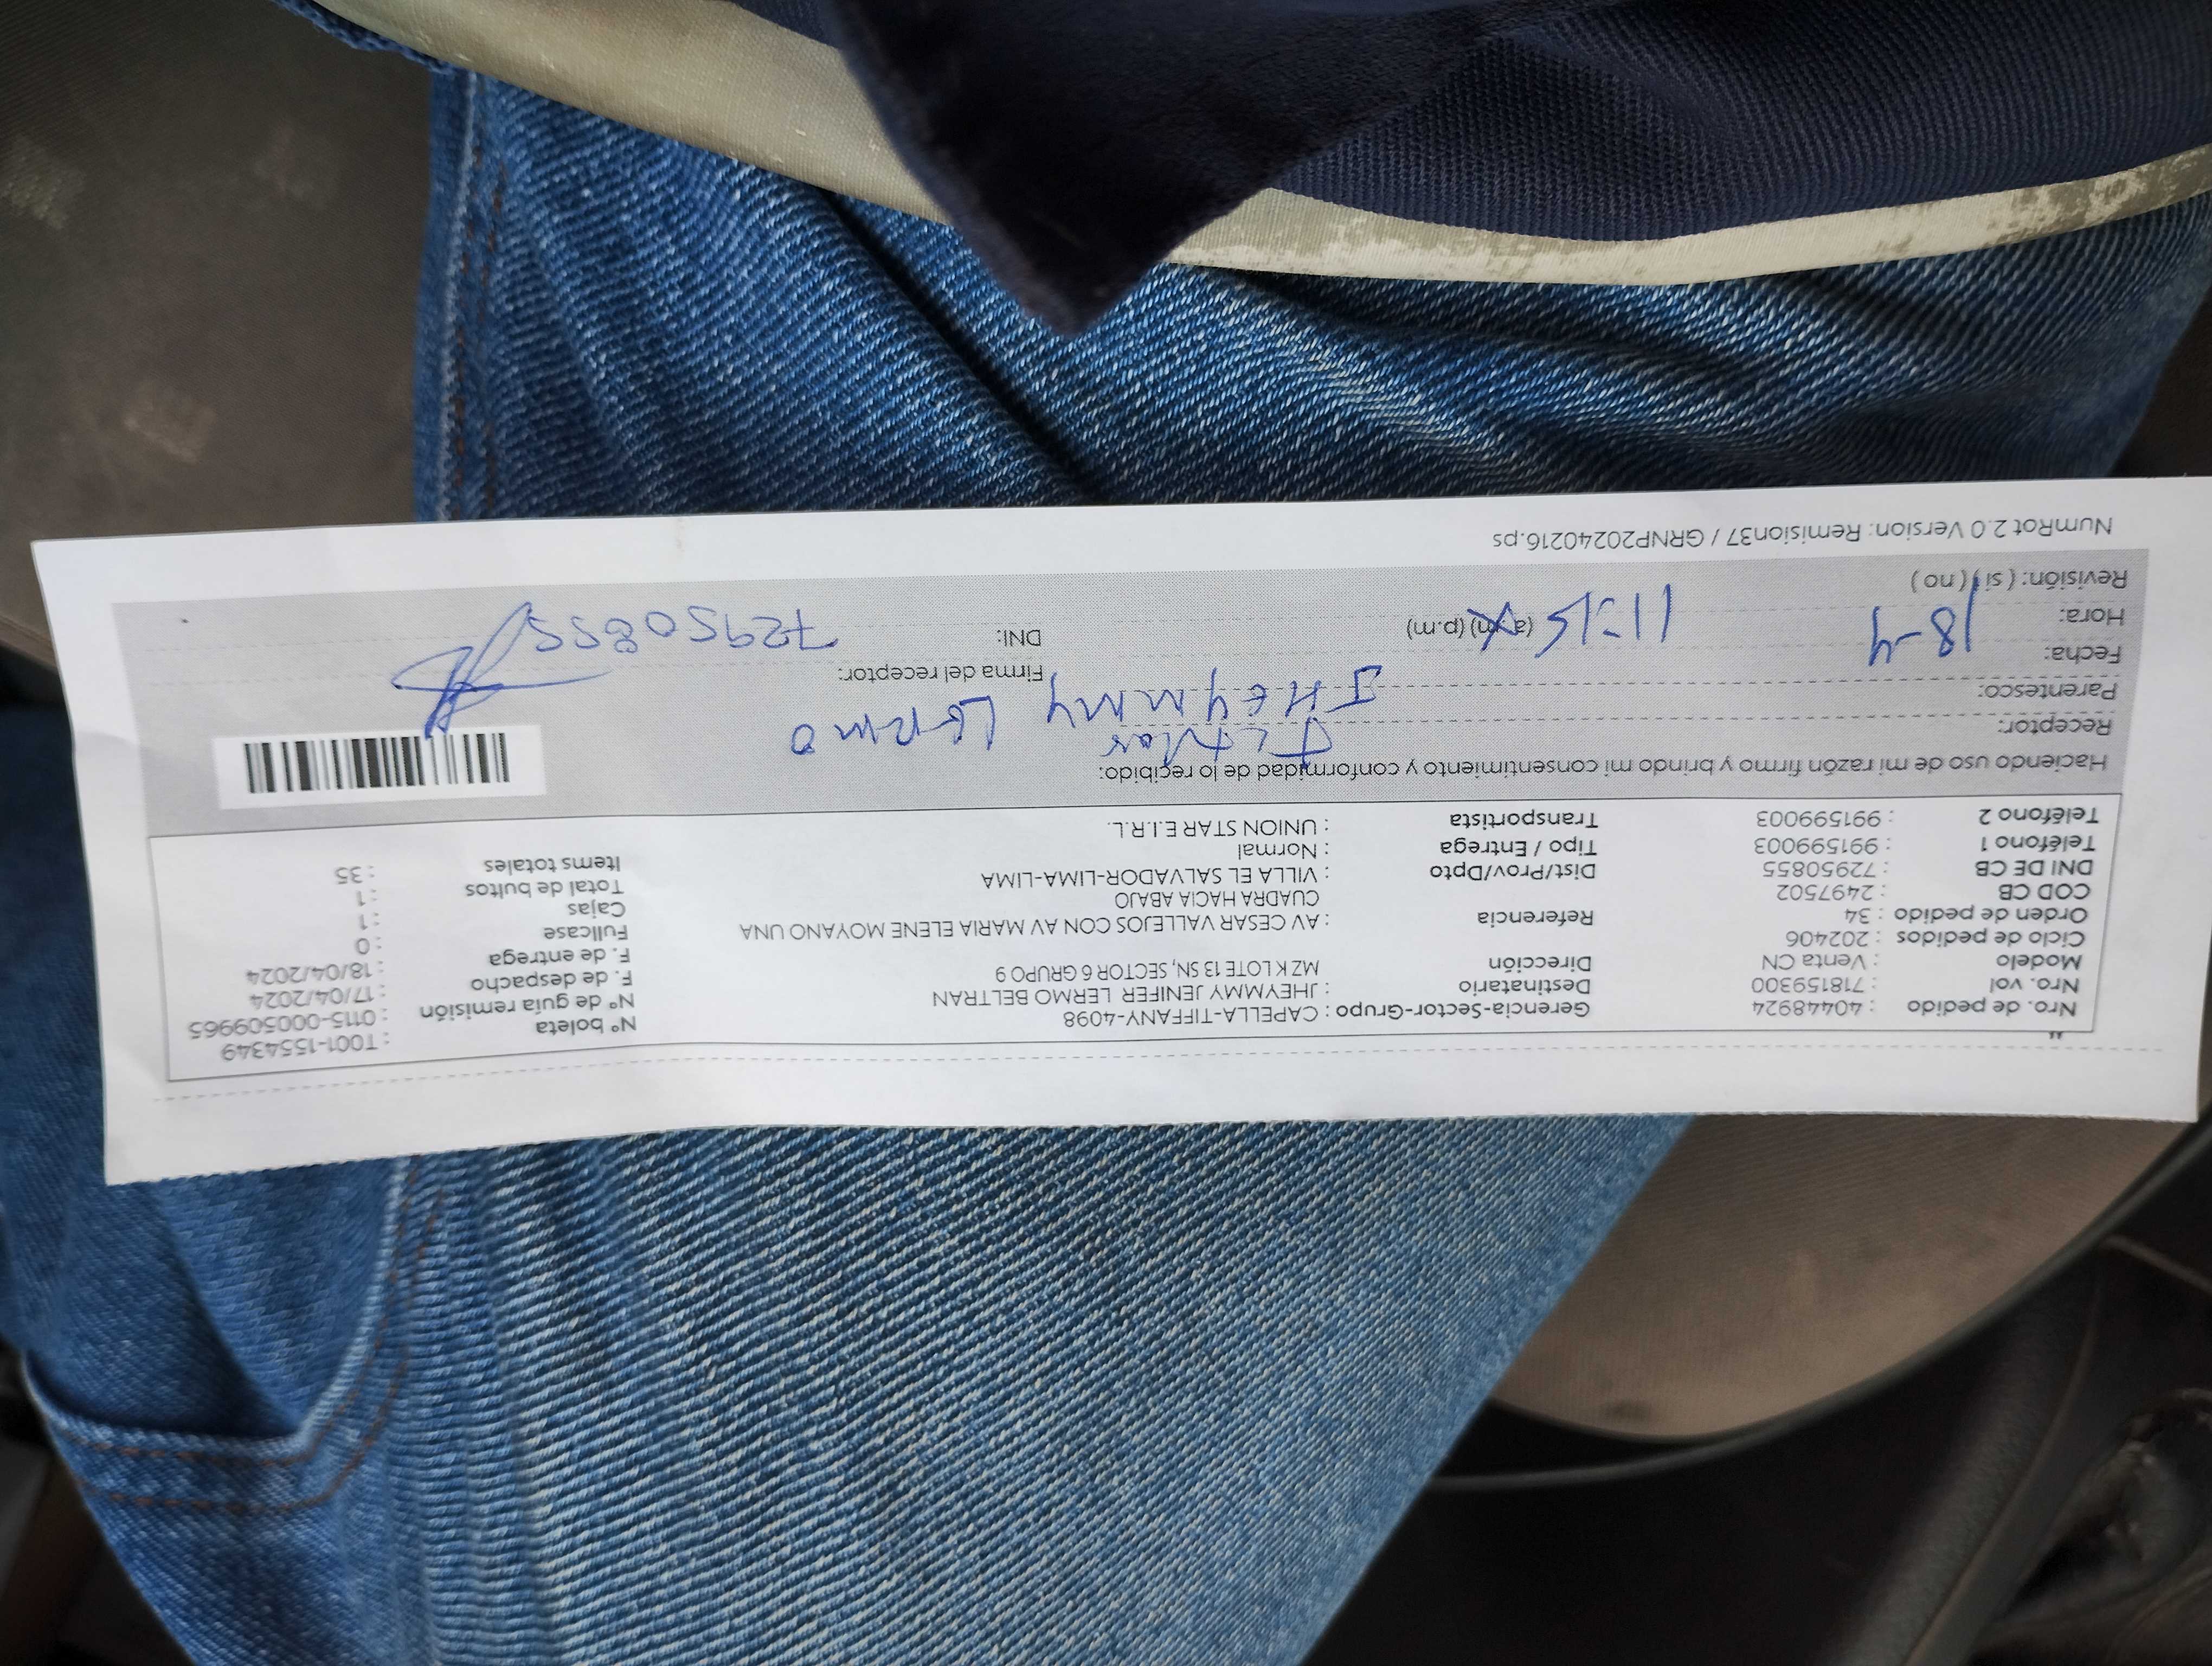 Nro. de pedido : 40448924 Gerencia-Sector-Grupo : CAPELLA-TIFFANY-4098 N° boleta : T001-1554349
Nro. vol : 718159300 Destinatario : JHEYMMY JENIFER LERMO BELTRAN N° de guía remisión : 0115-000509965
Modelo : Venta CN Dirección MZ K LOTE 13 SN, SECTOR 6 GRUPO 9 F. de despacho : 17/04/2024
Ciclo de pedidos : 202406 F. de entrega : 18/04/2024
Orden de pedido : 34 Referencia : AV CESAR VALLEJOS CON AV MARIA ELENE MOYANO UNA Fullcase : 0
COD CB : 2497502 CUADRA HACIA ABAJO Cajas : 1
DNI DE CB : 72950855 Dist/Prov/Dpto : VILLA EL SALVADOR-LIMA-LIMA Total de bultos : 1
Teléfono 1 : 991599003 Tipo / Entrega : Normal Items totales : 35
Teléfono 2 : 991599003 Transportista : UNION STAR E.I.R.L.
Haciendo uso de mi razón firmo y brindo mi consentimiento y conformidad de lo recibido:
Receptor: JHEYMMY LERMO
Parentesco: Titular Firma del receptor:
Fecha: 18-4
Hora: 11:15 (a.m) (p.m) DNI: 72950855
Revisión: ( si ) ( no )
NumRot 2.0 Version: Remision37 / GRNP20240216.ps